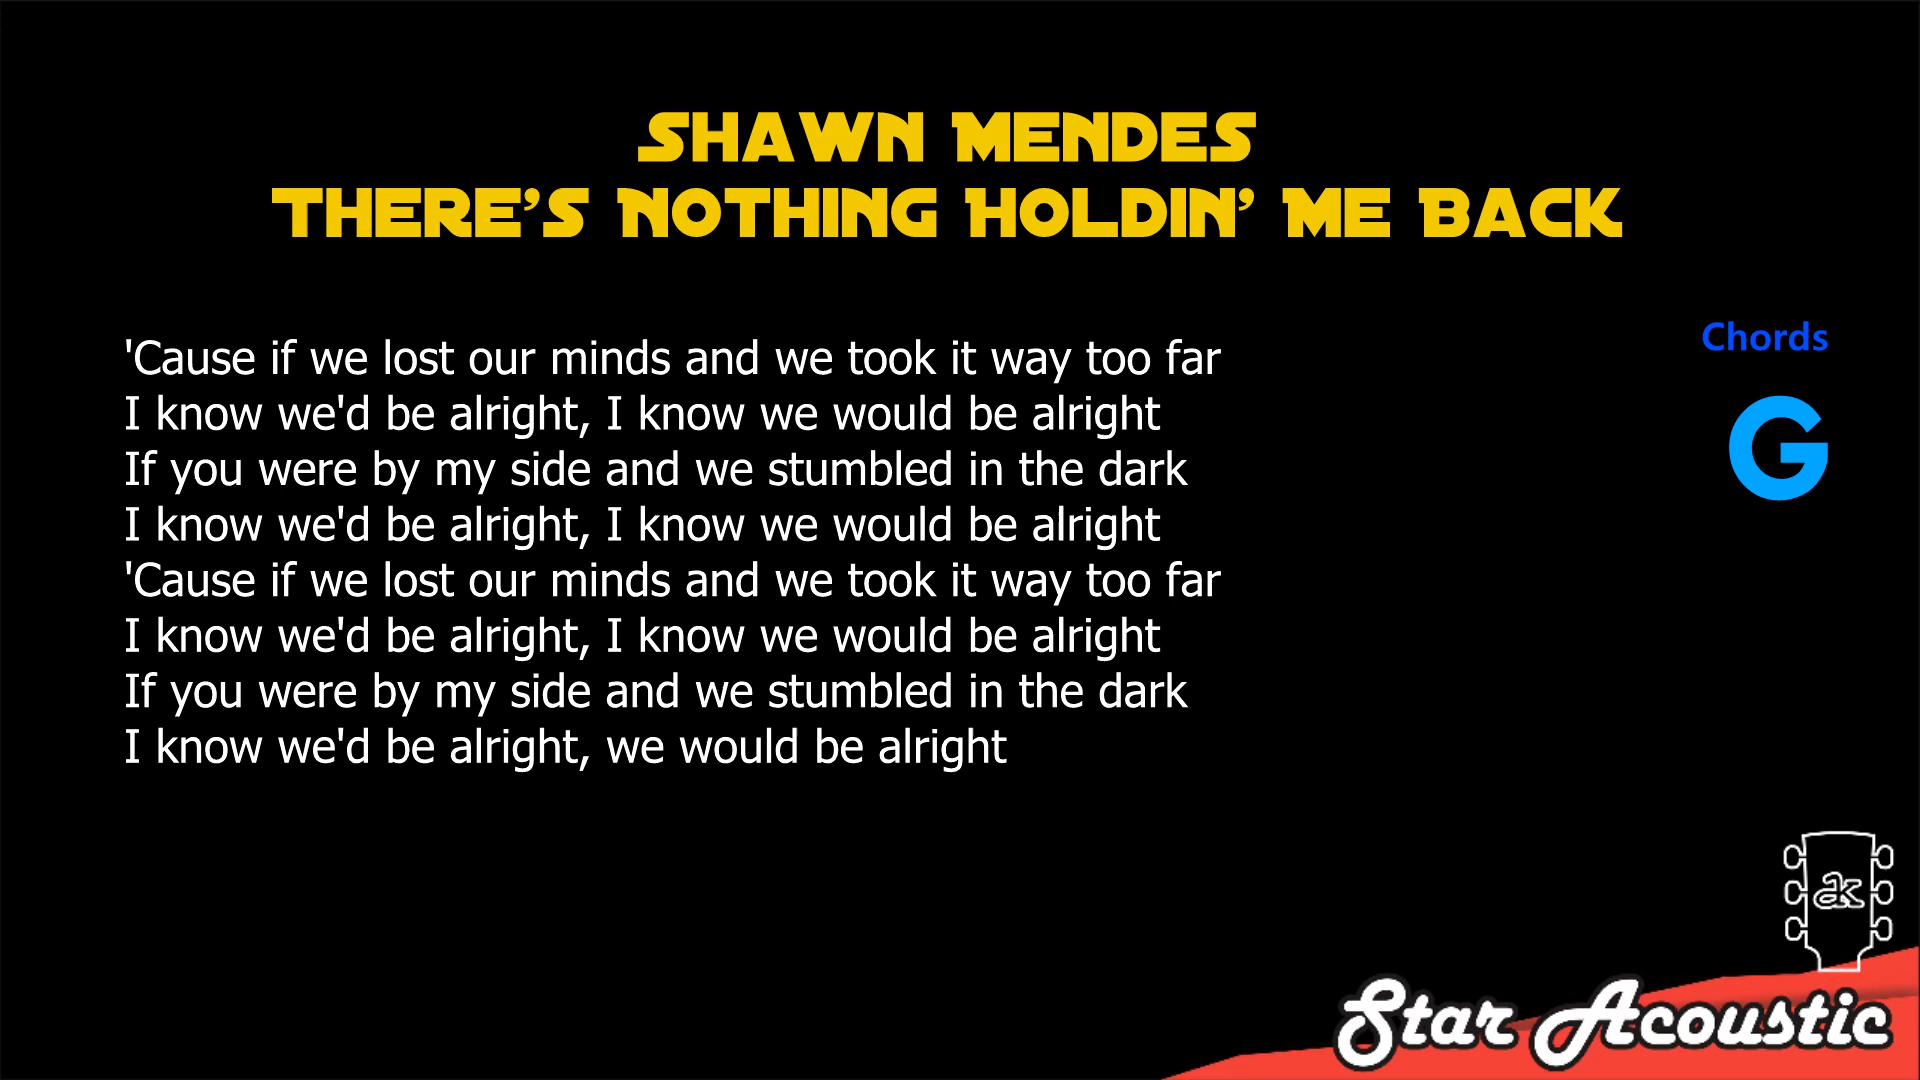 Shawn Mendes
There's Nothing Holdin' Me Back
'Cause if we lost our minds and we took it way too far
I know we'd be alright, I know we would be alright
If you were by my side and we stumbled in the dark
I know we'd be alright, I know we would be alright
'Cause if we lost our minds and we took it way too far
I know we'd be alright, I know we would be alright
If you were by my side and we stumbled in the dark
I know we'd be alright, we would be alright
Chords
G
ak
Star Acoustic